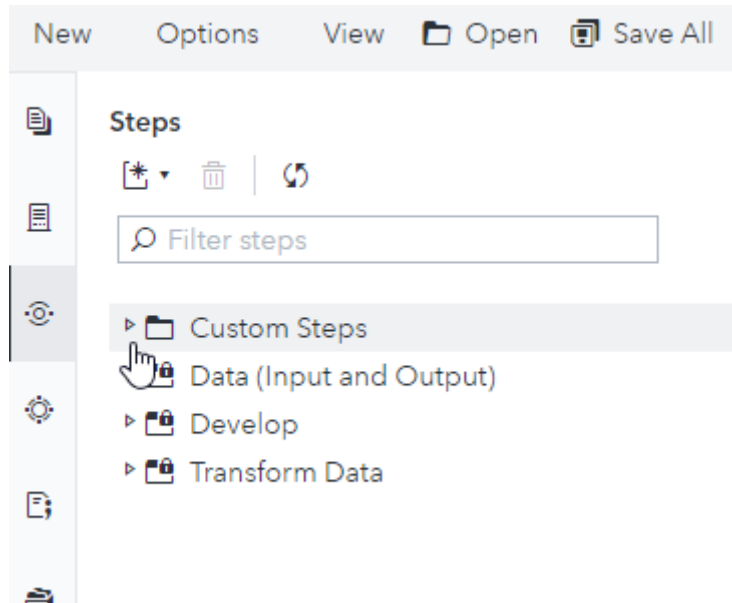 New Options View Open Save All
Steps
Filter steps
Custom Steps
Data (Input and Output)
Develop
Transform Data